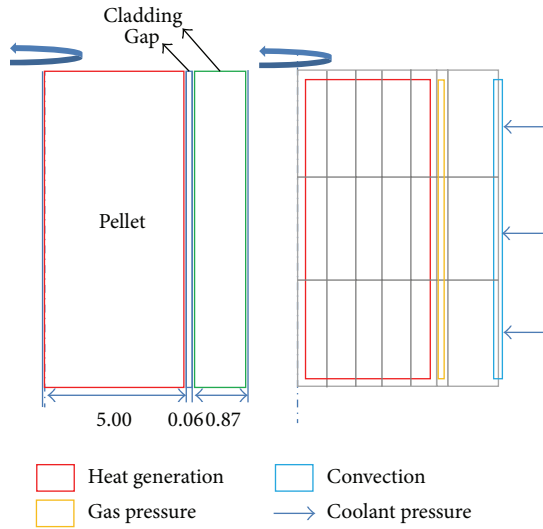 Cladding
Gap
Pellet
5.00 0.06 0.87
Heat generation
Convection
Gas pressure
Coolant pressure